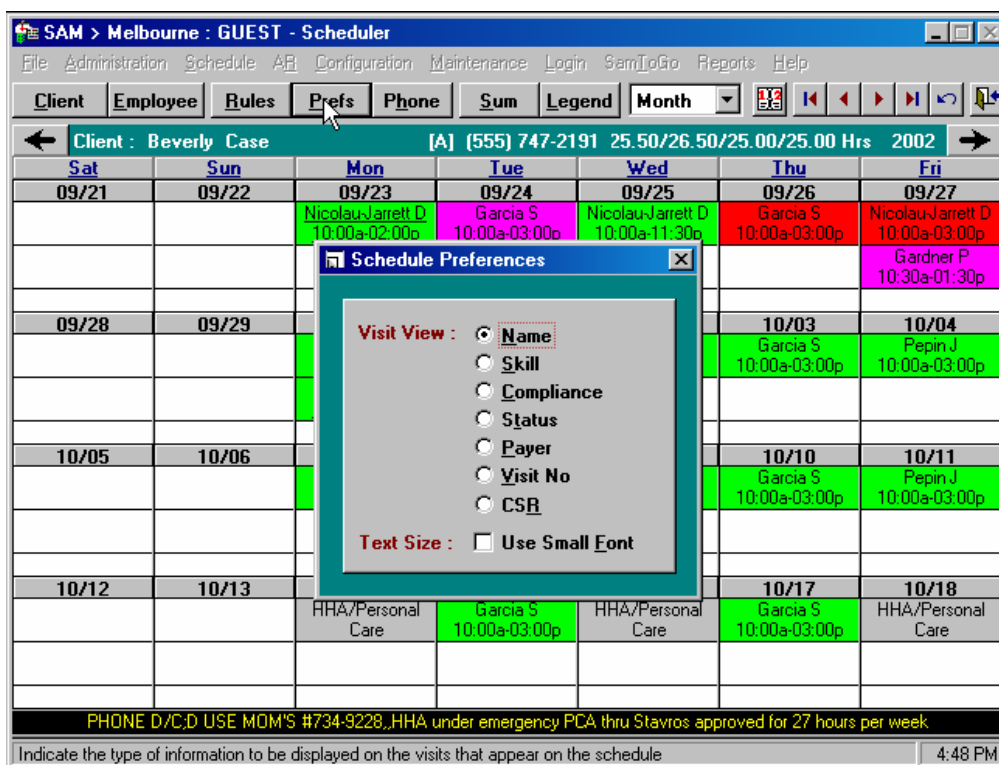 SAM > Melbourne : GUEST - Scheduler
File Administration Schedule AR Configuration Maintenance Login SamToGo Reports Help
Client Employee Rules Prefs Phone Sum Legend Month
Client : Beverly Case [A] (555) 747-2191 25.50/26.50/25.00/25.00 Hrs 2002
Sat Sun Mon Tue Wed Thu Fri
09/21 09/22 09/23 09/24 09/25 09/26 09/27
Nicolau-Jarrett D Garcia S Nicolau-Jarrett D Garcia S Nicolau-Jarrett D
10:00a-02:00p 10:00a-03:00p 10:00a-11:30p 10:00a-03:00p 10:00a-03:00p
Gardner P
10:30a-01:30p
Schedule Preferences
Visit View : Name
Skill
Compliance
Status
Payer
Visit No
CSR
Text Size : Use Small Font
09/28 09/29 10/03 10/04
Garcia S Pepin J
10:00a-03:00p 10:00a-03:00p
10/05 10/06 10/10 10/11
Garcia S Pepin J
10:00a-03:00p 10:00a-03:00p
10/12 10/13 10/17 10/18
HHA/Personal Garcia S HHA/Personal Garcia S HHA/Personal
Care 10:00a-03:00p Care 10:00a-03:00p Care
PHONE D/C;D USE MOM'S #734-9228,,HHA under emergency PCA thru Stavros approved for 27 hours per week
Indicate the type of information to be displayed on the visits that appear on the schedule 4:48 PM